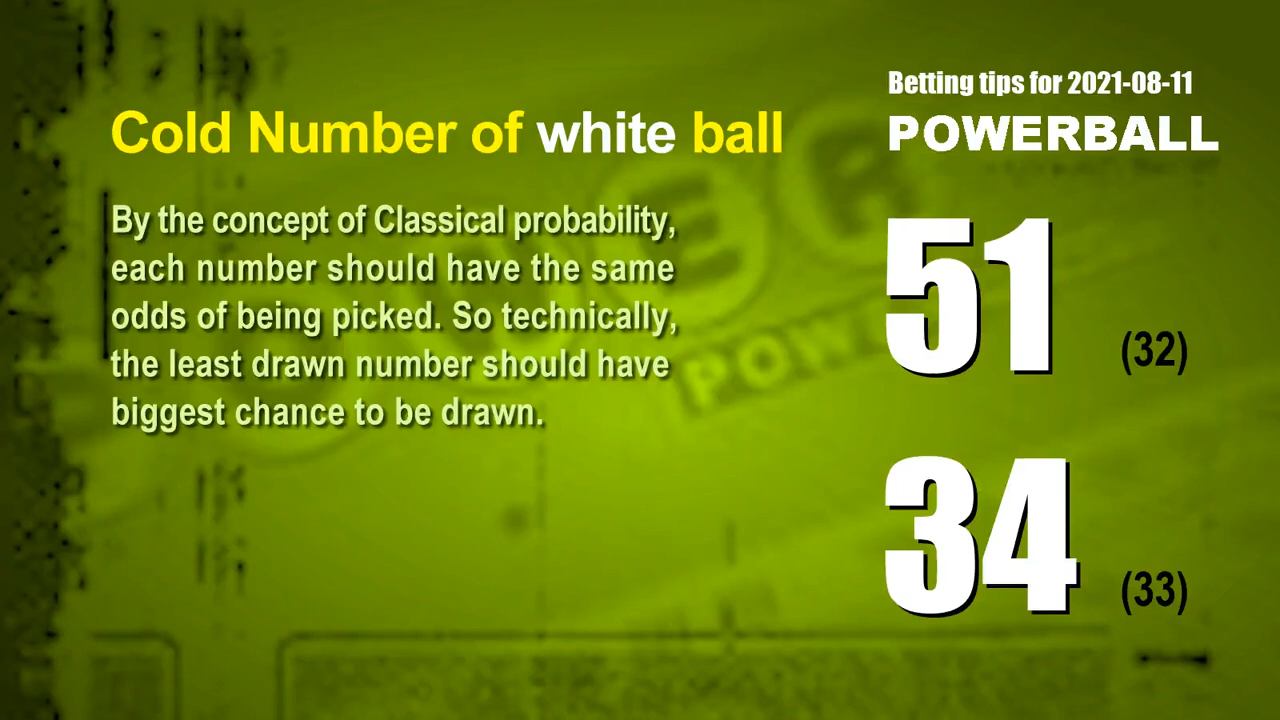 Betting tips for 2021-08-11
POWERBALL
Cold Number of white ball
By the concept of Classical probability,
each number should have the same
odds of being picked. So technically,
the least drawn number should have
biggest chance to be drawn.
51 (32)
34 (33)
POW